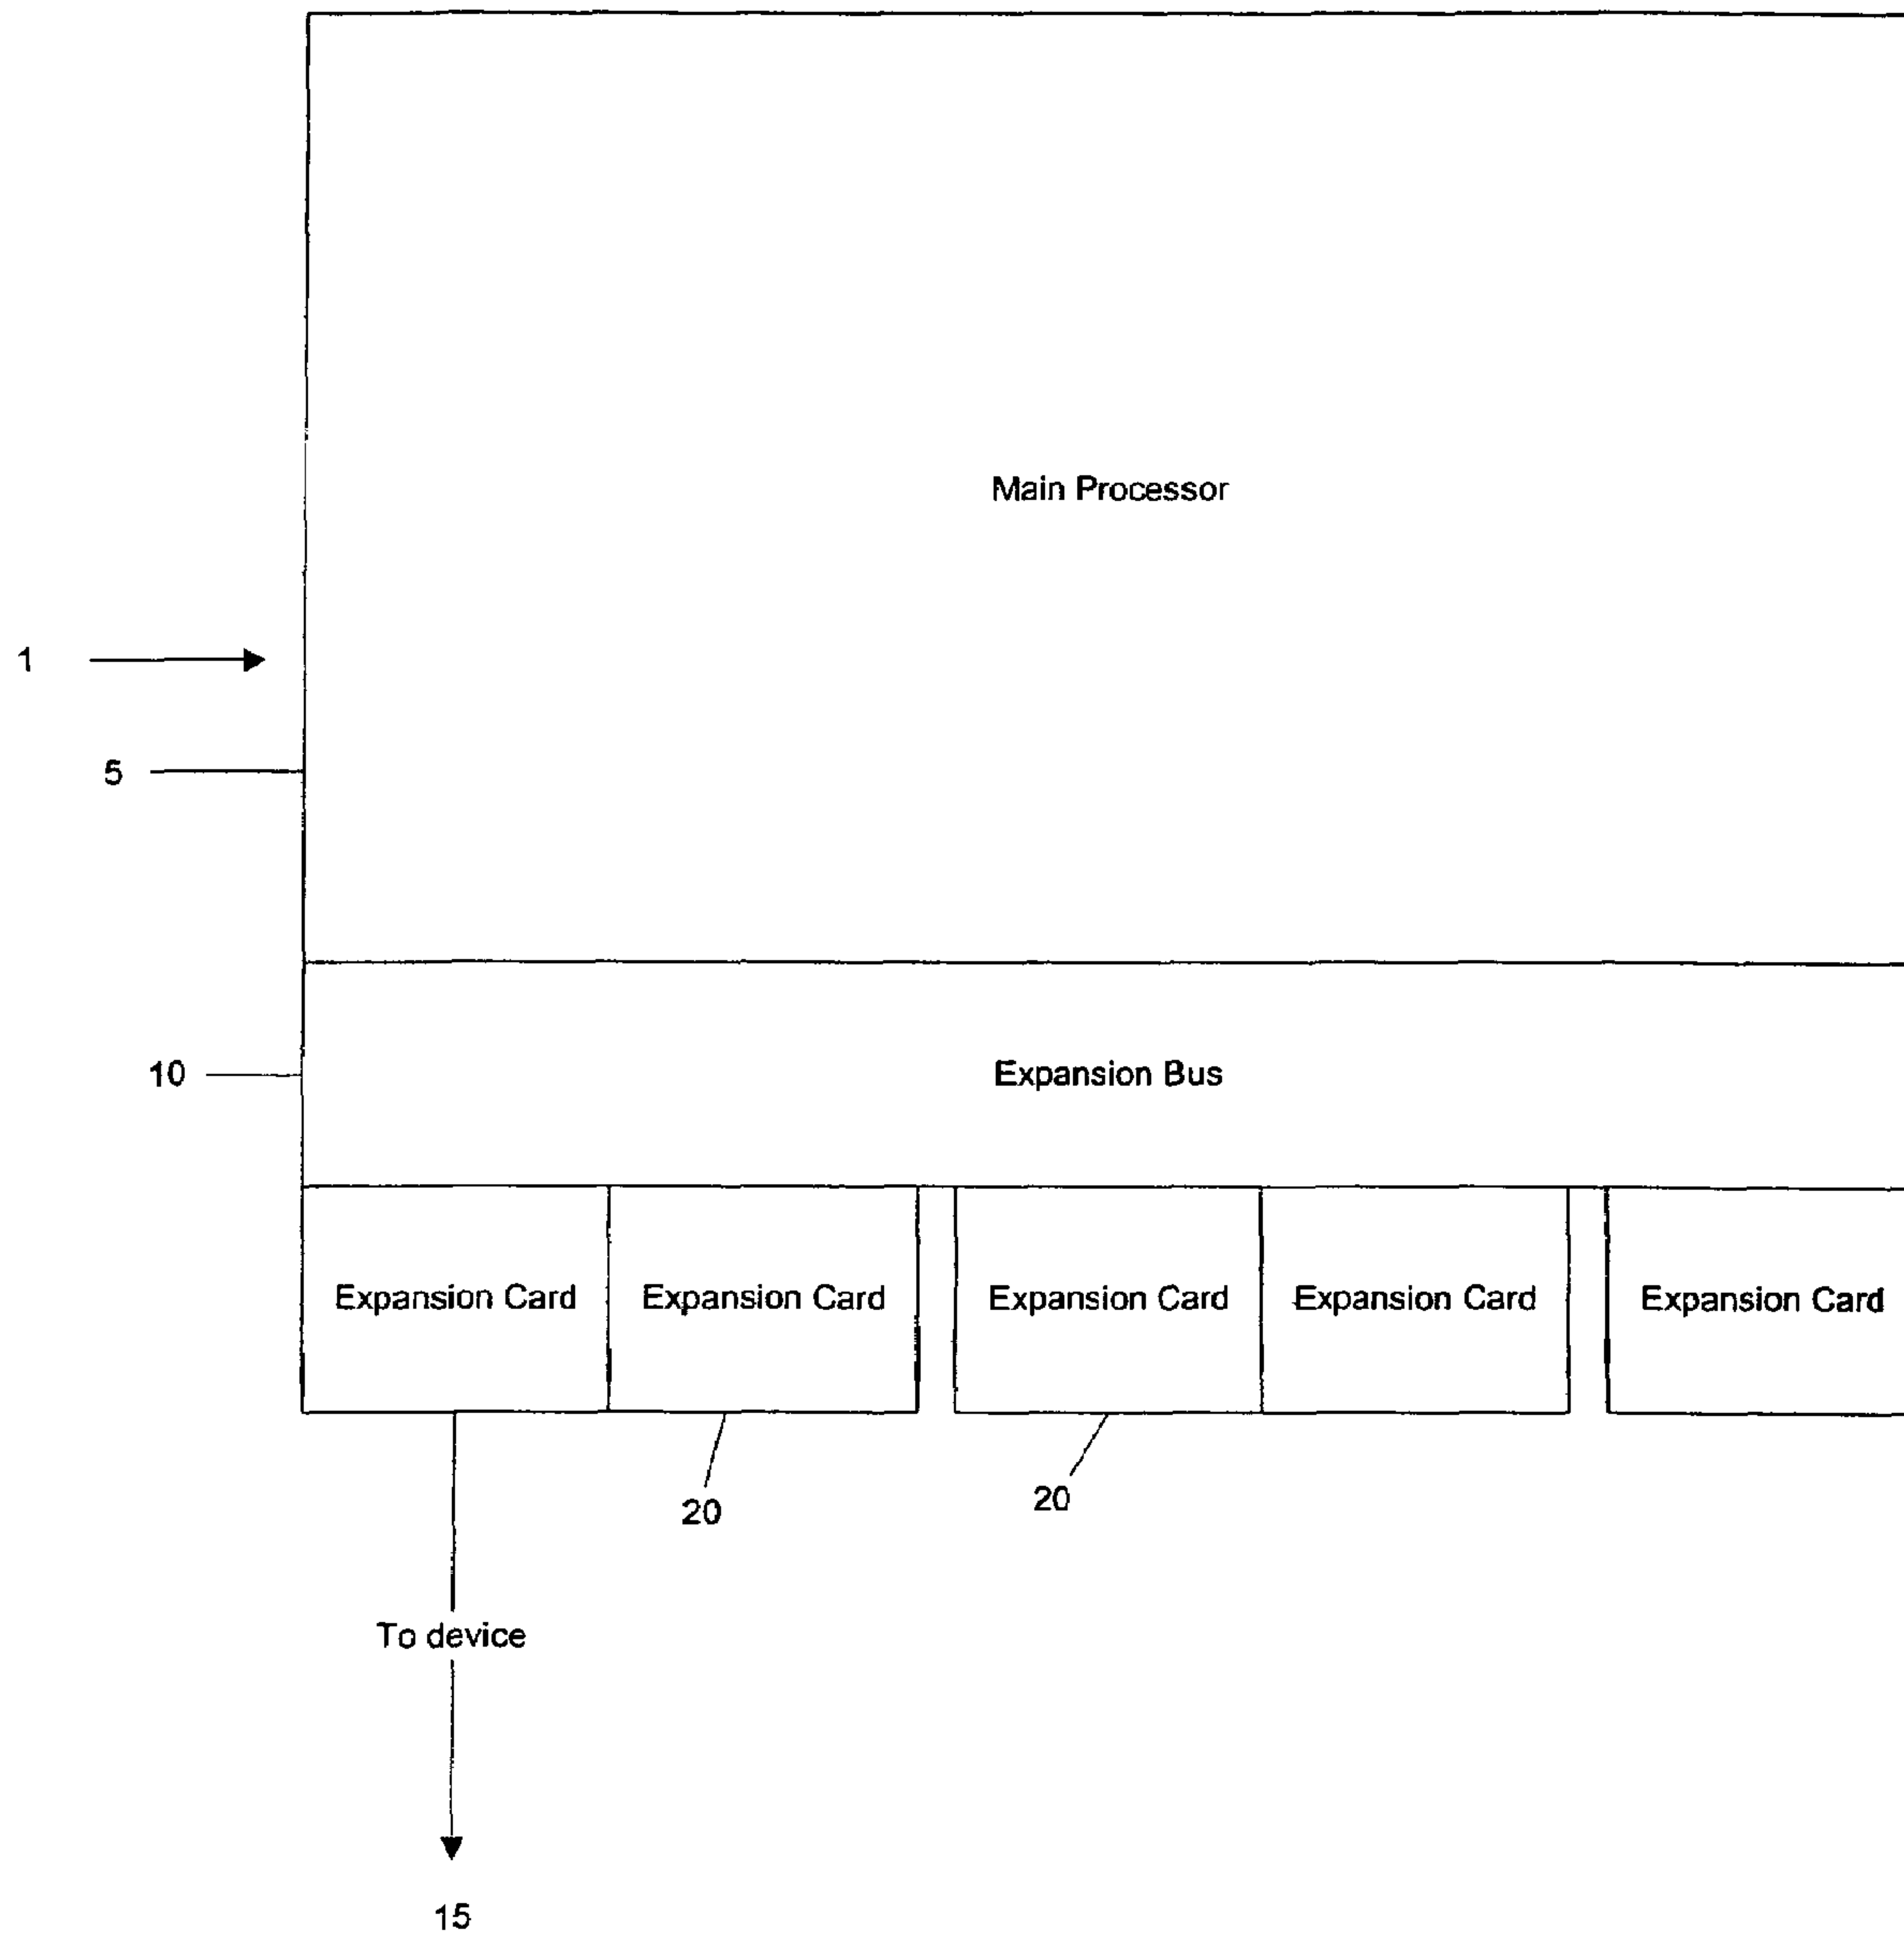 Main Processor
1
5
10
Expansion Bus
Expansion Card Expansion Card Expansion Card Expansion Card Expansion Card
20
20
To device
15